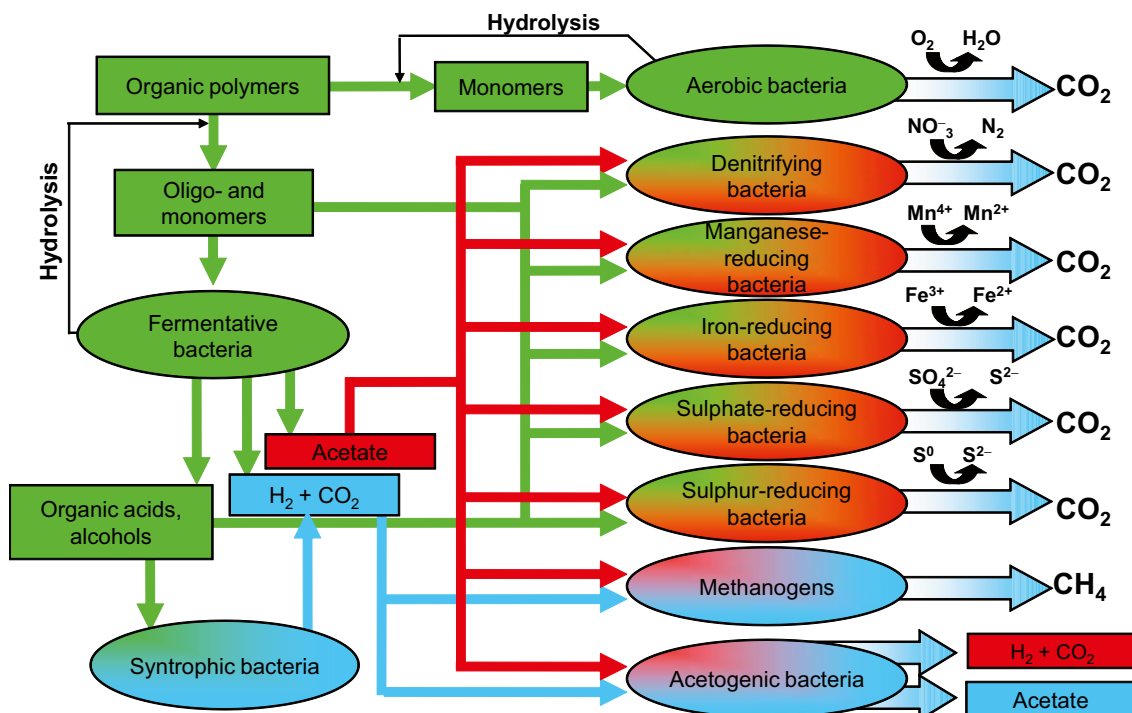 Hydrolysis
Organic polymers
Monomers
Aerobic bacteria
O₂
H₂O
CO₂
Hydrolysis
Oligo- and
monomers
Denitrifying
bacteria
NO⁻₃
N₂
CO₂
Manganese-
reducing
bacteria
Mn⁴⁺
Mn²⁺
CO₂
Fermentative
bacteria
Iron-reducing
bacteria
Fe³⁺
Fe²⁺
CO₂
Acetate
Sulphate-reducing
bacteria
SO₄²⁻
S²⁻
CO₂
H₂ + CO₂
Organic acids,
alcohols
Sulphur-reducing
bacteria
S⁰
S²⁻
CO₂
Methanogens
CH₄
Syntrophic bacteria
Acetogenic bacteria
H₂ + CO₂
Acetate